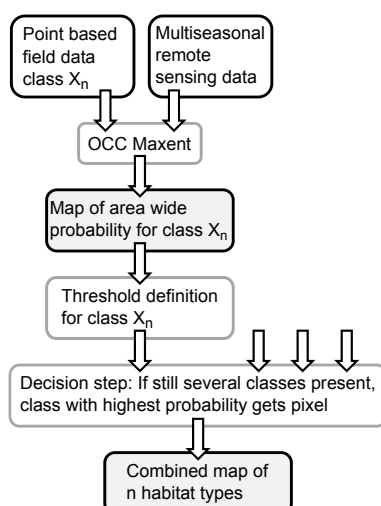 Point based
field data
class Xn
Multiseasonal
remote
sensing data
OCC Maxent
Map of area wide
probability for class Xn
Threshold definition
for class Xn
Decision step: If still several classes present,
class with highest probability gets pixel
Combined map of
n habitat types